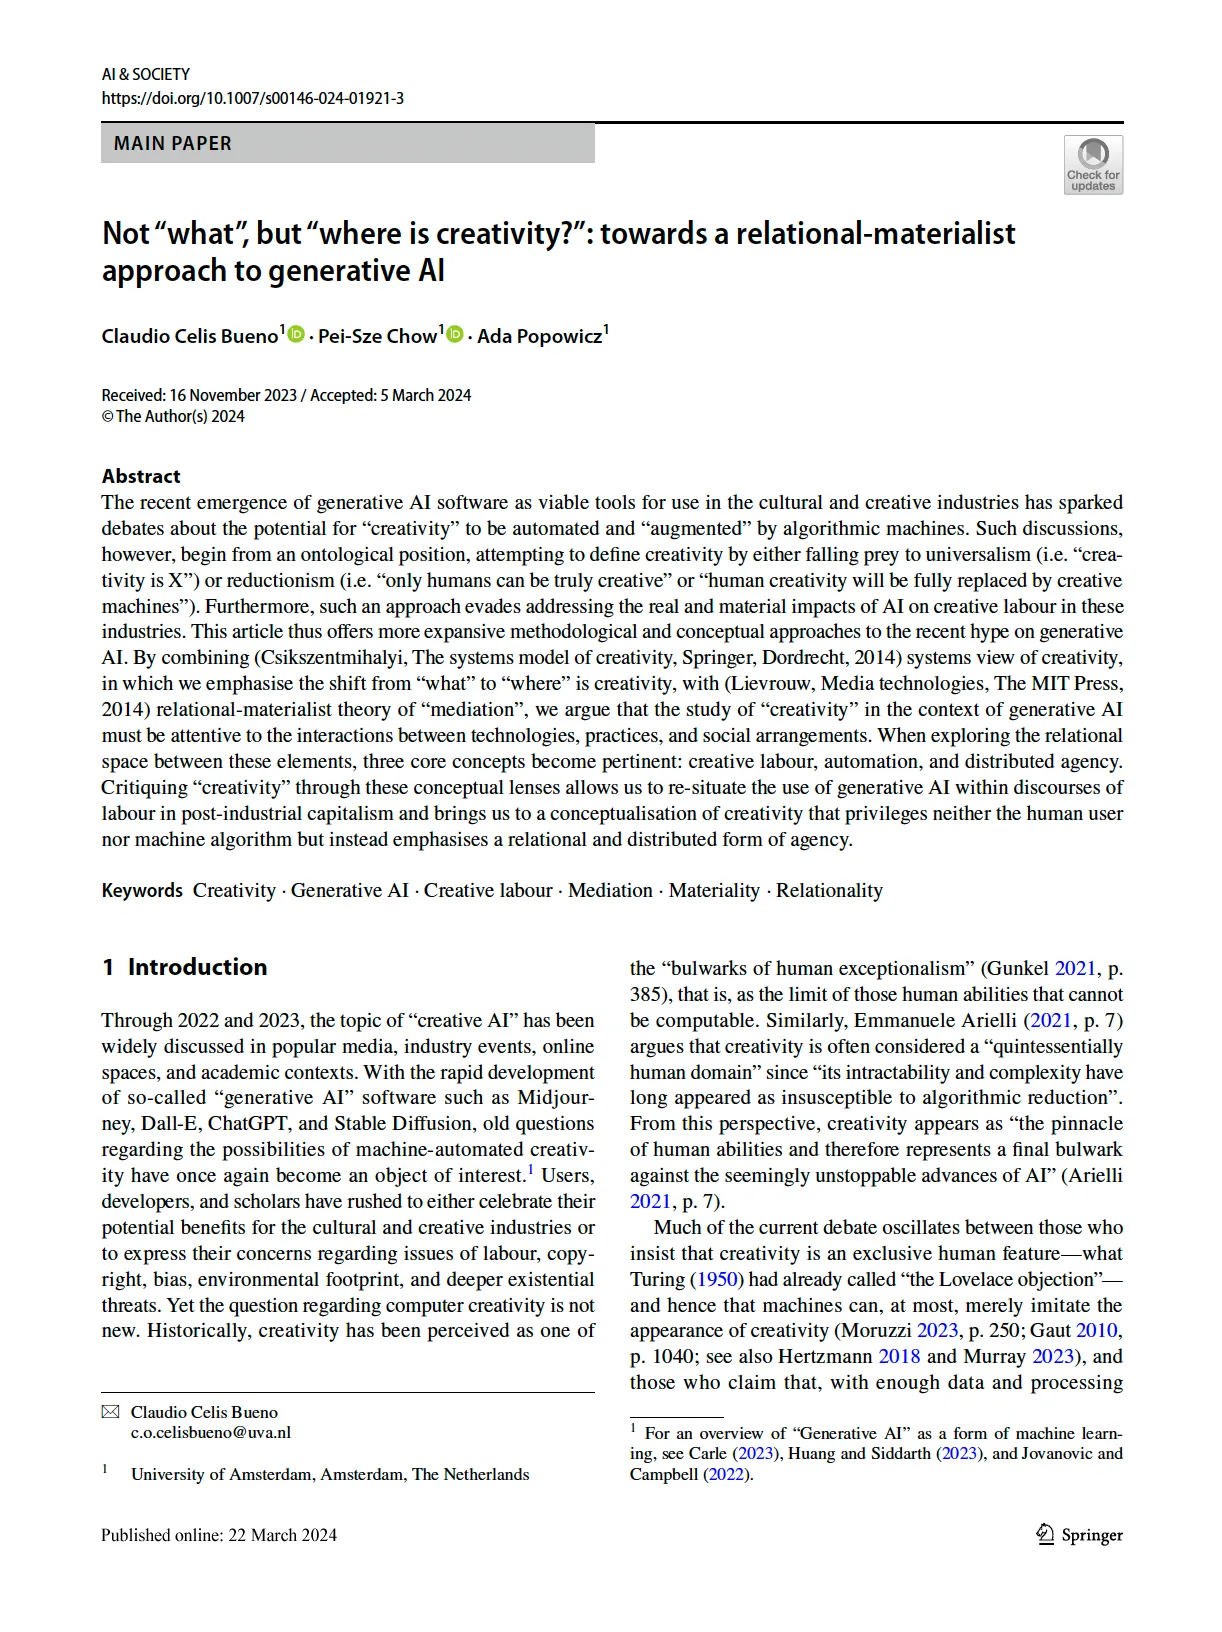 AI & SOCIETY
https://doi.org/10.1007/s00146-024-01921-3
MAIN PAPER
Check for
updates
Not “what”, but “where is creativity?”: towards a relational-materialist
approach to generative AI
Claudio Celis Bueno1 · Pei-Sze Chow1 · Ada Popowicz1
Received: 16 November 2023 / Accepted: 5 March 2024
© The Author(s) 2024
Abstract
The recent emergence of generative AI software as viable tools for use in the cultural and creative industries has sparked
debates about the potential for “creativity” to be automated and “augmented” by algorithmic machines. Such discussions,
however, begin from an ontological position, attempting to define creativity by either falling prey to universalism (i.e. “crea-
tivity is X”) or reductionism (i.e. “only humans can be truly creative” or “human creativity will be fully replaced by creative
machines”). Furthermore, such an approach evades addressing the real and material impacts of AI on creative labour in these
industries. This article thus offers more expansive methodological and conceptual approaches to the recent hype on generative
AI. By combining (Csikszentmihalyi, The systems model of creativity, Springer, Dordrecht, 2014) systems view of creativity,
in which we emphasise the shift from “what” to “where” is creativity, with (Lievrouw, Media technologies, The MIT Press,
2014) relational-materialist theory of “mediation”, we argue that the study of “creativity” in the context of generative AI
must be attentive to the interactions between technologies, practices, and social arrangements. When exploring the relational
space between these elements, three core concepts become pertinent: creative labour, automation, and distributed agency.
Critiquing “creativity” through these conceptual lenses allows us to re-situate the use of generative AI within discourses of
labour in post-industrial capitalism and brings us to a conceptualisation of creativity that privileges neither the human user
nor machine algorithm but instead emphasises a relational and distributed form of agency.
Keywords Creativity · Generative AI · Creative labour · Mediation · Materiality · Relationality
1 Introduction
Through 2022 and 2023, the topic of “creative AI” has been
widely discussed in popular media, industry events, online
spaces, and academic contexts. With the rapid development
of so-called “generative AI” software such as Midjour-
ney, Dall-E, ChatGPT, and Stable Diffusion, old questions
regarding the possibilities of machine-automated creativ-
ity have once again become an object of interest.1 Users,
developers, and scholars have rushed to either celebrate their
potential benefits for the cultural and creative industries or
to express their concerns regarding issues of labour, copy-
right, bias, environmental footprint, and deeper existential
threats. Yet the question regarding computer creativity is not
new. Historically, creativity has been perceived as one of
Claudio Celis Bueno
c.o.celisbueno@uva.nl
1 University of Amsterdam, Amsterdam, The Netherlands
the “bulwarks of human exceptionalism” (Gunkel 2021, p.
385), that is, as the limit of those human abilities that cannot
be computable. Similarly, Emmanuele Arielli (2021, p. 7)
argues that creativity is often considered a “quintessentially
human domain” since “its intractability and complexity have
long appeared as insusceptible to algorithmic reduction”.
From this perspective, creativity appears as “the pinnacle
of human abilities and therefore represents a final bulwark
against the seemingly unstoppable advances of AI” (Arielli
2021, p. 7).
Much of the current debate oscillates between those who
insist that creativity is an exclusive human feature—what
Turing (1950) had already called “the Lovelace objection”—
and hence that machines can, at most, merely imitate the
appearance of creativity (Moruzzi 2023, p. 250; Gaut 2010,
p. 1040; see also Hertzmann 2018 and Murray 2023), and
those who claim that, with enough data and processing
1 For an overview of “Generative AI” as a form of machine learn-
ing, see Carle (2023), Huang and Siddarth (2023), and Jovanovic and
Campbell (2022).
Published online: 22 March 2024
Springer